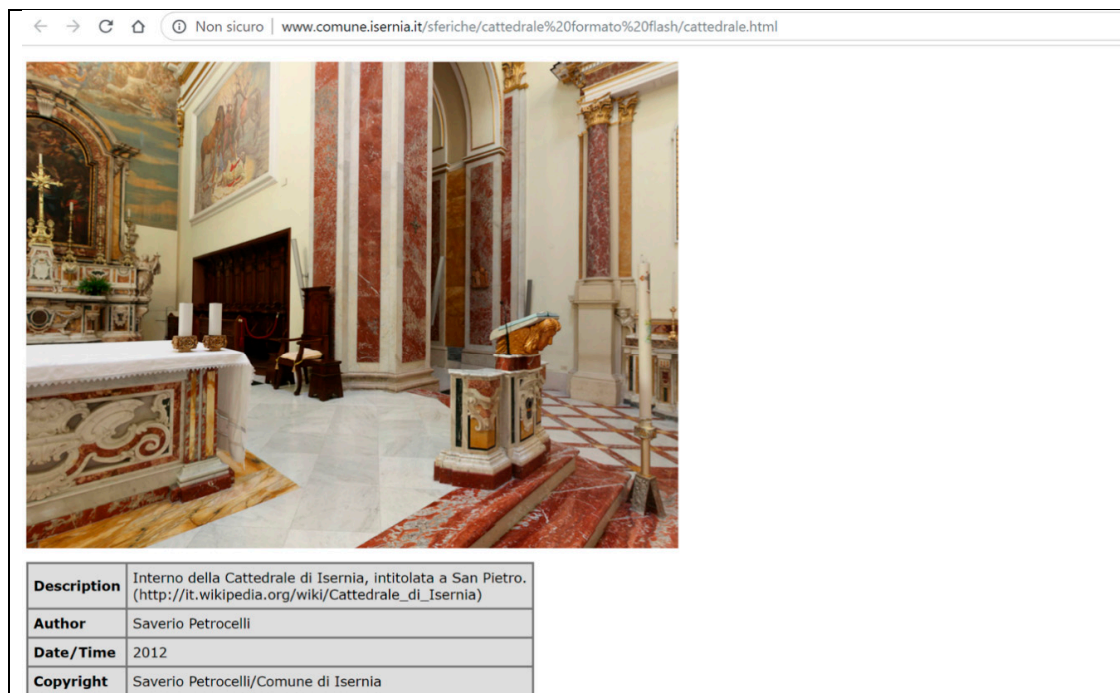 Non sicuro | www.comune.isernia.it/sferiche/cattedrale%20formato%20flash/cattedrale.html
Description Interno della Cattedrale di Isernia, intitolata a San Pietro.
(http://it.wikipedia.org/wiki/Cattedrale_di_Isernia)
Author Saverio Petrocelli
Date/Time 2012
Copyright Saverio Petrocelli/Comune di Isernia